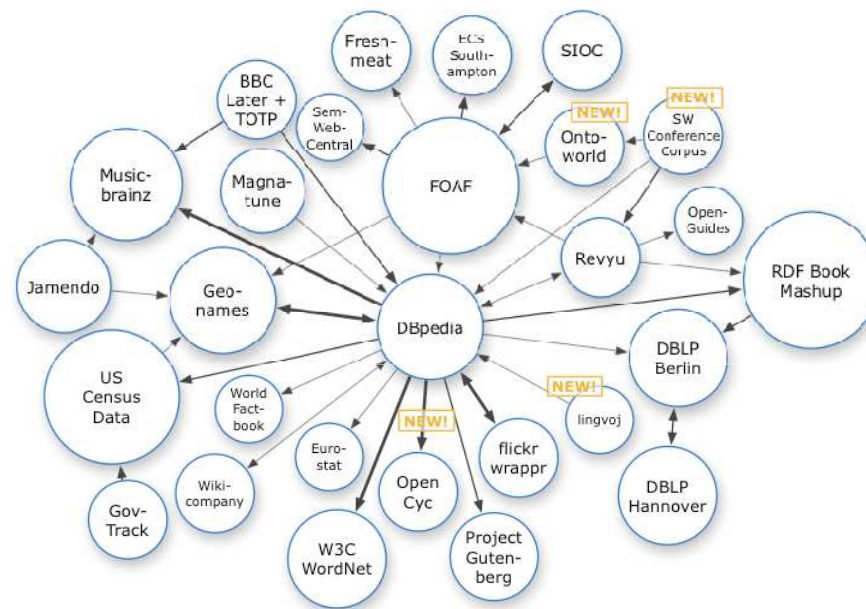 Fresh-
meat
ECS
South-
ampton
SIOC
BBC
Later +
TOTP
NEW!
NEW!
SW
Conference
Corpus
Sem-
Web-
Central
Onto-
world
Music-
brainz
Magna-
tune
FOAF
Open-
Guides
Revyu
RDF Book
Mashup
Jamendo
Geo-
names
DBpedia
DBLP
Berlin
US
Census
Data
World
Fact-
book
NEW!
NEW!
lingvoj
Euro-
stat
flickr
wrappr
Wiki-
company
Open
Cyc
DBLP
Hannover
Gov-
Track
W3C
WordNet
Project
Guten-
berg